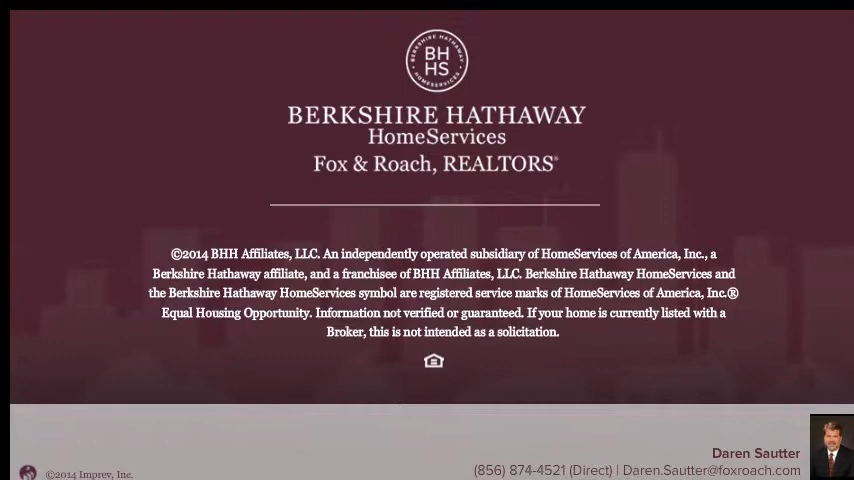 BERKSHIRE HATHAWAY
BH
HS
HOMESERVICES
BERKSHIRE HATHAWAY
HomeServices
Fox & Roach, REALTORS®
©2014 BHH Affiliates, LLC. An independently operated subsidiary of HomeServices of America, Inc., a
Berkshire Hathaway affiliate, and a franchisee of BHH Affiliates, LLC. Berkshire Hathaway HomeServices and
the Berkshire Hathaway HomeServices symbol are registered service marks of HomeServices of America, Inc.®
Equal Housing Opportunity. Information not verified or guaranteed. If your home is currently listed with a
Broker, this is not intended as a solicitation.
Daren Sautter
(856) 874-4521 (Direct) | Daren.Sautter@foxroach.com
©2014 Imprev, Inc.